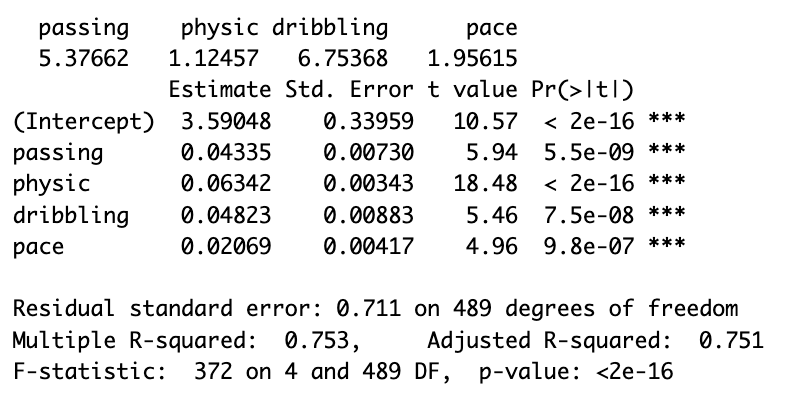 passing physic dribbling pace
5.37662 1.12457 6.75368 1.95615
Estimate Std. Error t value Pr(>|t|)
(Intercept) 3.59048 0.33959 10.57 < 2e-16 ***
passing 0.04335 0.00730 5.94 5.5e-09 ***
physic 0.06342 0.00343 18.48 < 2e-16 ***
dribbling 0.04823 0.00883 5.46 7.5e-08 ***
pace 0.02069 0.00417 4.96 9.8e-07 ***
Residual standard error: 0.711 on 489 degrees of freedom
Multiple R-squared: 0.753, Adjusted R-squared: 0.751
F-statistic: 372 on 4 and 489 DF, p-value: <2e-16